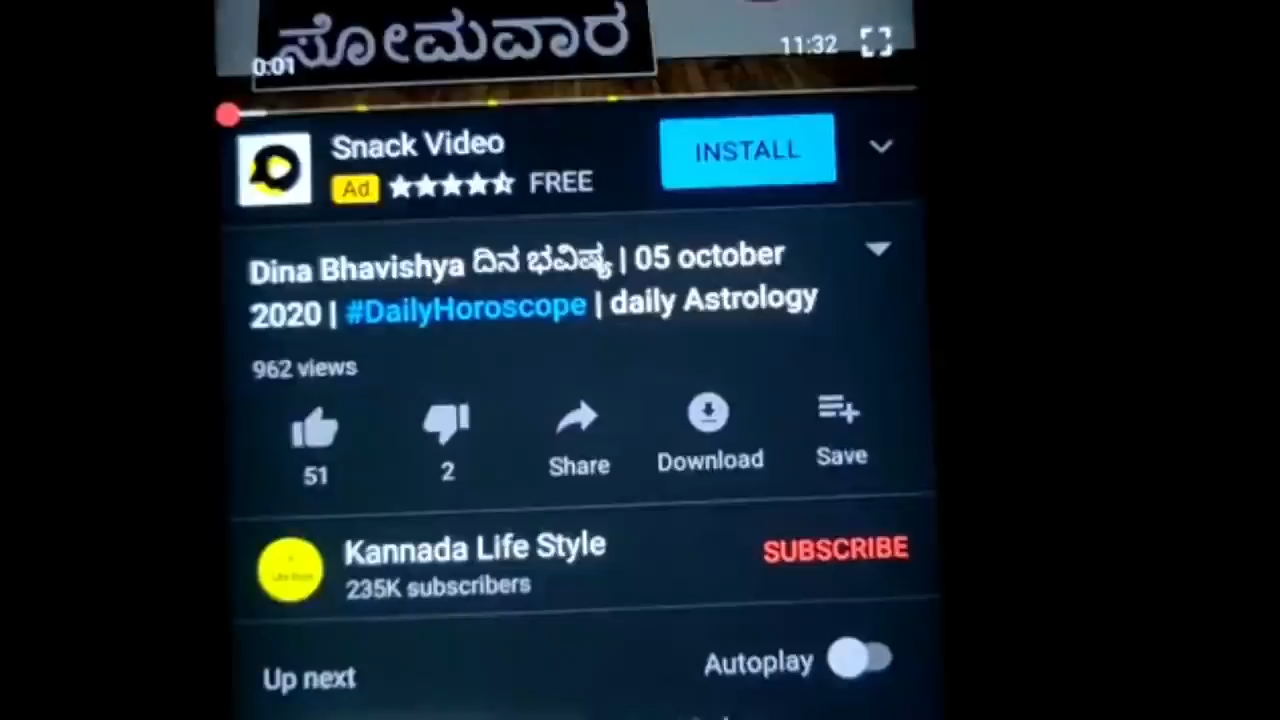 ಸೋಮವಾರ
0:01
11:32
Snack Video
INSTALL
Ad
FREE
Dina Bhavishya ದಿನ ಭವಿಷ್ಯ | 05 october
2020 | #DailyHoroscope | daily Astrology
962 views
51
2
Share
Download
Save
Kannada Life Style
SUBSCRIBE
235K subscribers
Up next
Autoplay